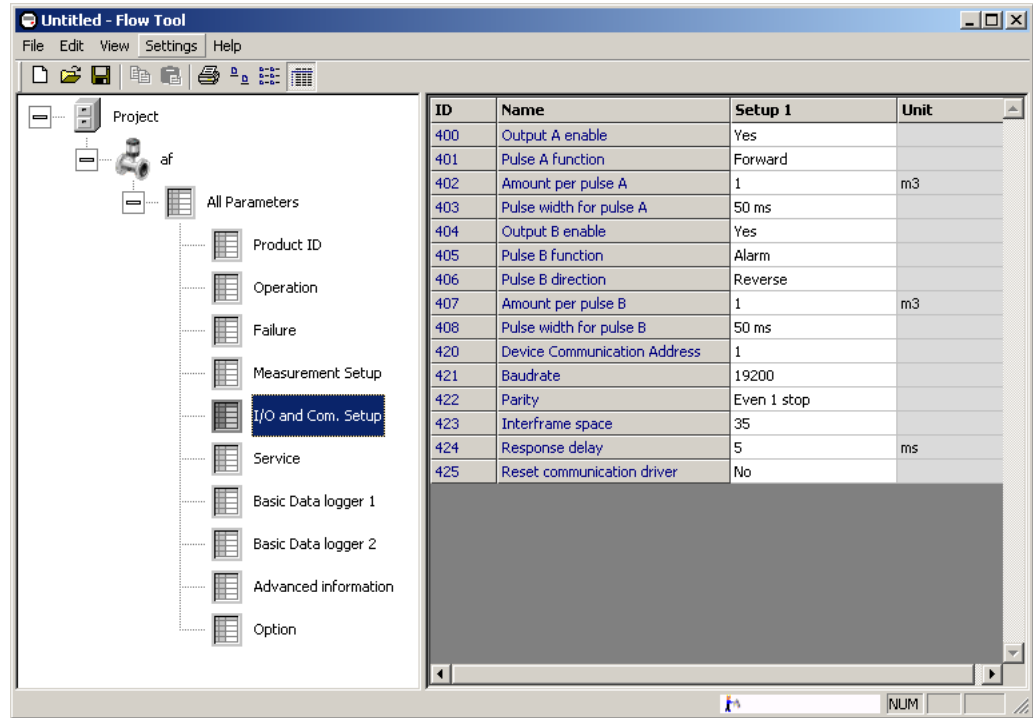 Untitled - Flow Tool
File Edit View Settings Help
Project
af
All Parameters
Product ID
Operation
Failure
Measurement Setup
I/O and Com. Setup
Service
Basic Data logger 1
Basic Data logger 2
Advanced information
Option
ID Name Setup 1 Unit
400 Output A enable Yes
401 Pulse A function Forward
402 Amount per pulse A 1 m3
403 Pulse width for pulse A 50 ms
404 Output B enable Yes
405 Pulse B function Alarm
406 Pulse B direction Reverse
407 Amount per pulse B 1 m3
408 Pulse width for pulse B 50 ms
420 Device Communication Address 1
421 Baudrate 19200
422 Parity Even 1 stop
423 Interframe space 35
424 Response delay 5 ms
425 Reset communication driver No
NUM